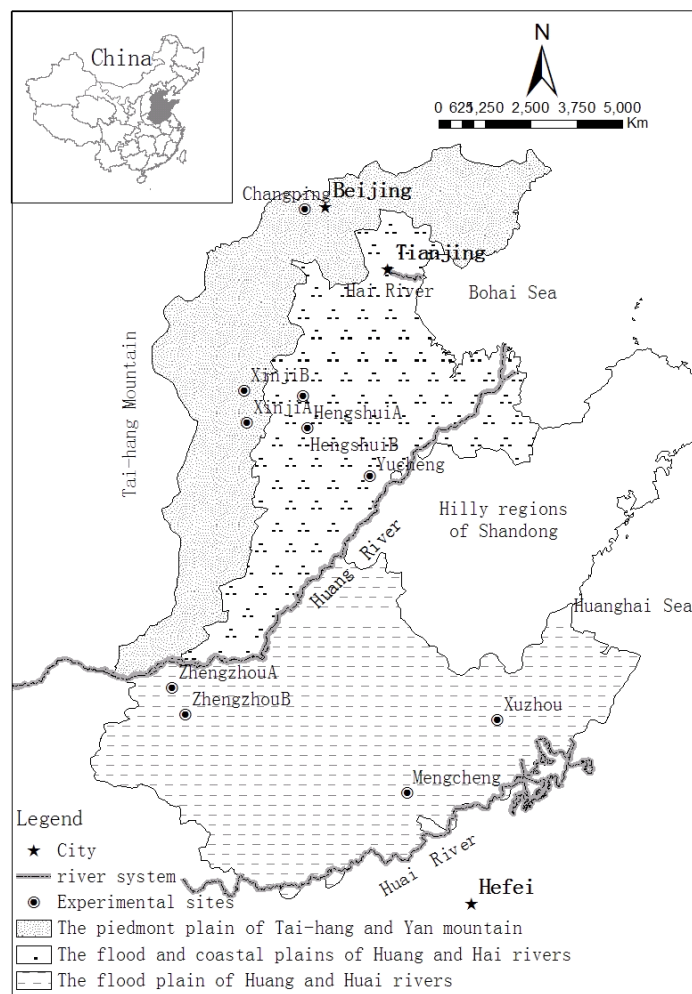 China
N
0 625 1,250 2,500 3,750 5,000
Km
Changping
Beijing
Tianjing
Hai River
Bohai Sea
Tai-hang Mountain
XinjiB
XinjiA
HengshuiA
HengshuiB
Yucheng
Hilly regions
of Shandong
Huang River
Huanghai Sea
ZhengzhouA
ZhengzhouB
Xuzhou
Mengcheng
Huai River
Hefei
Legend
City
river system
Experimental sites
The piedmont plain of Tai-hang and Yan mountain
The flood and coastal plains of Huang and Hai rivers
The flood plain of Huang and Huai rivers